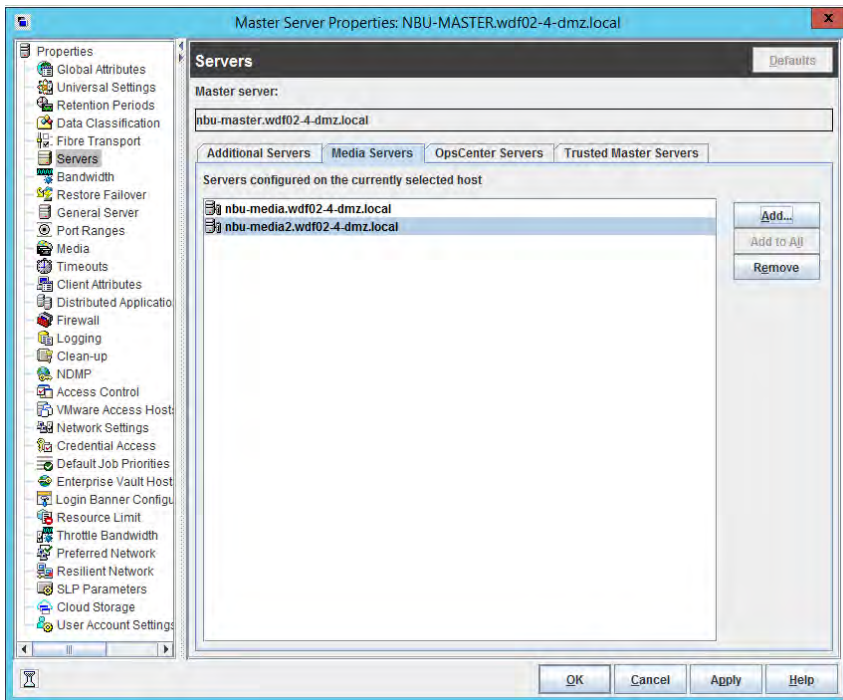 Master Server Properties: NBU-MASTER.wdf02-4-dmz.local
x
Properties
Global Attributes
Universal Settings
Retention Periods
Data Classification
Fibre Transport
Servers
Bandwidth
Restore Failover
General Server
Port Ranges
Media
Timeouts
Client Attributes
Distributed Applicatio
Firewall
Logging
Clean-up
NDMP
Access Control
VMware Access Hosts
Network Settings
Credential Access
Default Job Priorities
Enterprise Vault Host
Login Banner Configu
Resource Limit
Throttle Bandwidth
Preferred Network
Resilient Network
SLP Parameters
Cloud Storage
User Account Settings
Servers
Defaults
Master server:
nbu-master.wdf02-4-dmz.local
Additional Servers Media Servers OpsCenter Servers Trusted Master Servers
Servers configured on the currently selected host
nbu-media.wdf02-4-dmz.local
nbu-media2.wdf02-4-dmz.local
Add...
Add to All
Remove
OK Cancel Apply Help